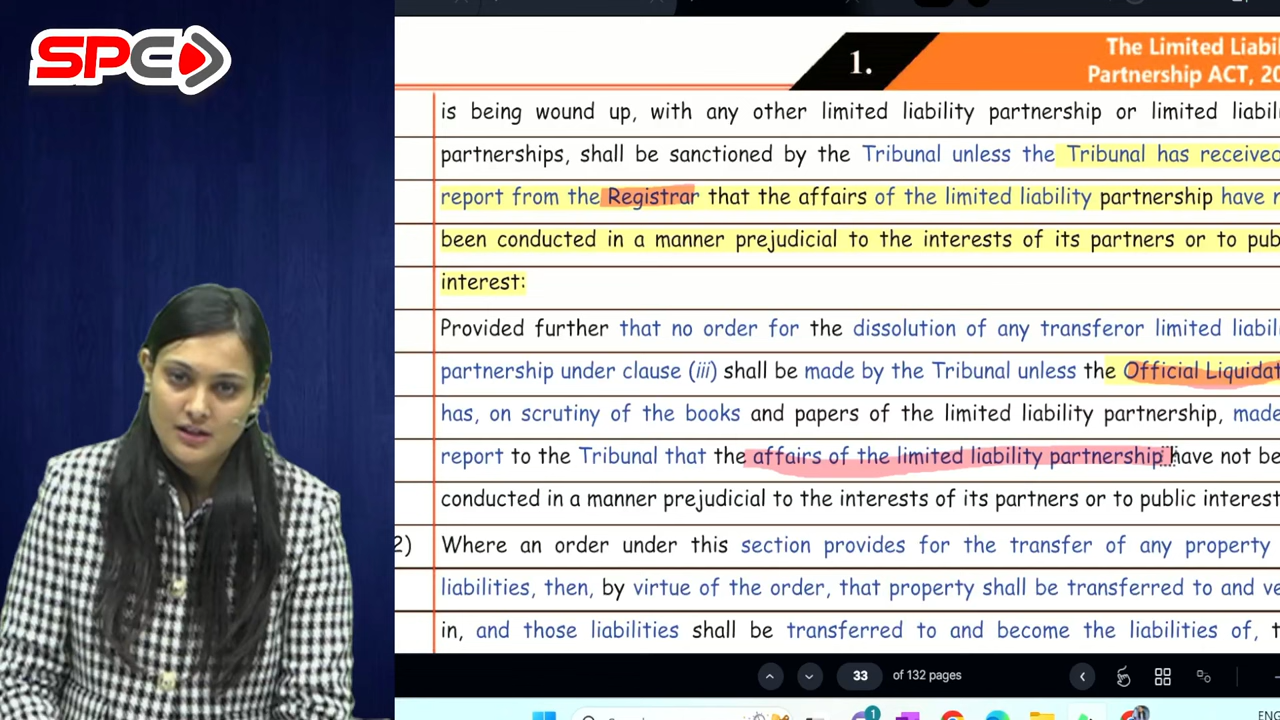 SPC
1.
The Limited Liabi
Partnership ACT, 20
is being wound up, with any other limited liability partnership or limited liabil
partnerships, shall be sanctioned by the Tribunal unless the Tribunal has received
report from the Registrar that the affairs of the limited liability partnership have
been conducted in a manner prejudicial to the interests of its partners or to pub
interest:
Provided further that no order for the dissolution of any transferor limited liabil
partnership under clause (iii) shall be made by the Tribunal unless the Official Liquidat
has, on scrutiny of the books and papers of the limited liability partnership, made
report to the Tribunal that the affairs of the limited liability partnership have not be
conducted in a manner prejudicial to the interests of its partners or to public interest
2) Where an order under this section provides for the transfer of any property
liabilities, then, by virtue of the order, that property shall be transferred to and ve
in, and those liabilities shall be transferred to and become the liabilities of, t
33 of 132 pages
1
ENG